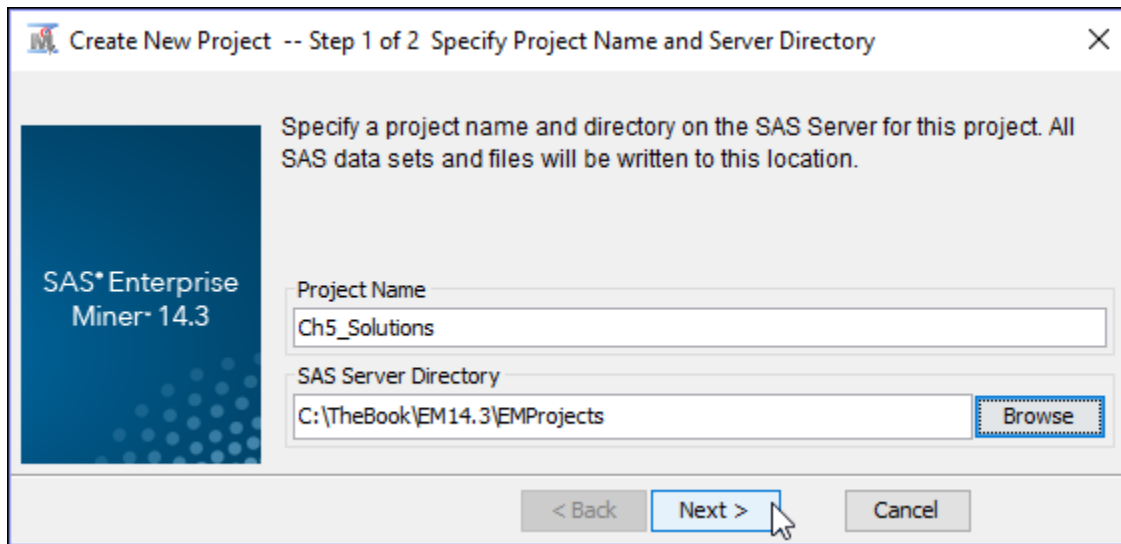 Create New Project -- Step 1 of 2 Specify Project Name and Server Directory
Specify a project name and directory on the SAS Server for this project. All
SAS data sets and files will be written to this location.
SAS® Enterprise
Miner™ 14.3
Project Name
Ch5_Solutions
SAS Server Directory
C:\TheBook\EM14.3\EMProjects
Browse
< Back
Next >
Cancel